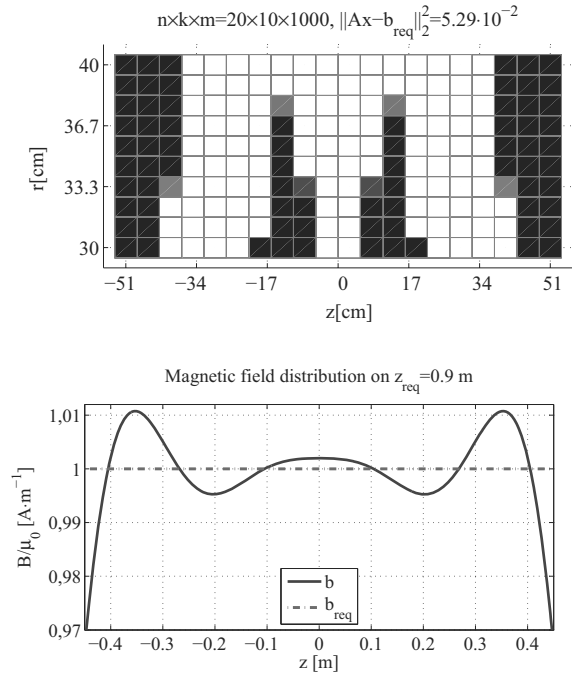 n×k×m=20×10×1000, ||Ax−b_req||₂²=5.29·10⁻²
40
36.7
33.3
30
r[cm]
−51 −34 −17 0 17 34 51
z[cm]
Magnetic field distribution on z_req=0.9 m
1,01
1
0,99
0,98
0,97
B/μ₀ [A·m⁻¹]
b
b_req
−0.4 −0.3 −0.2 −0.1 0 0.1 0.2 0.3 0.4
z [m]